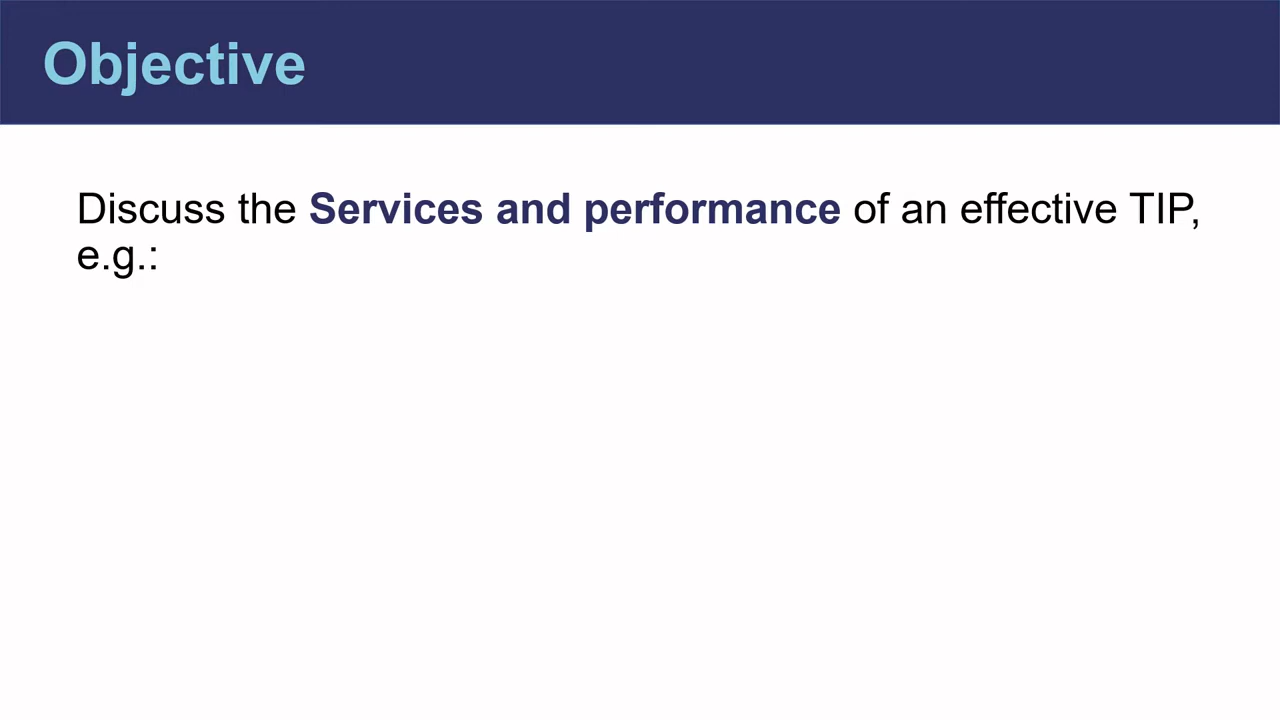 Objective
Discuss the Services and performance of an effective TIP,
e.g.: